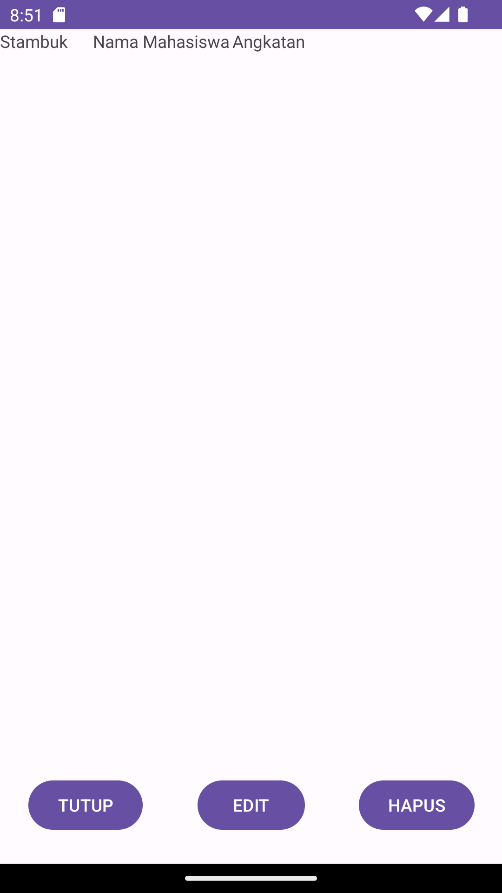 8:51
Stambuk Nama Mahasiswa Angkatan
TUTUP EDIT HAPUS